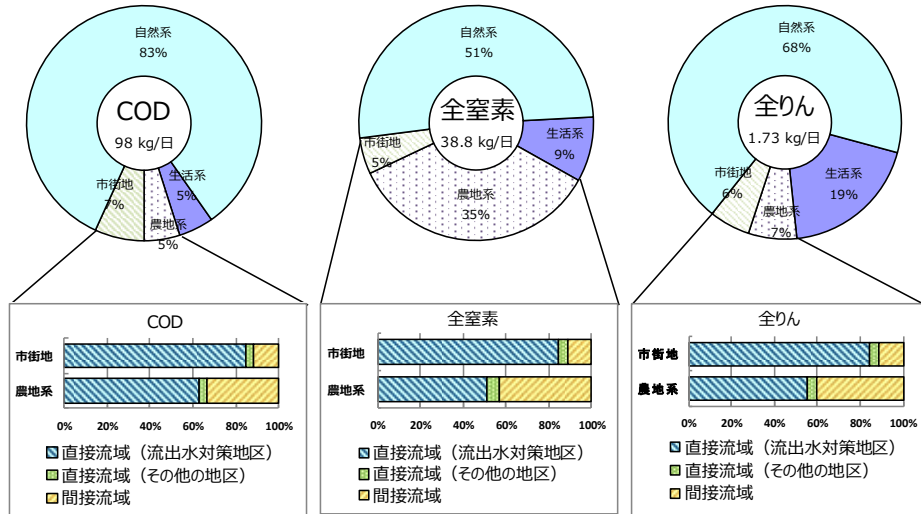 自然系
83%
COD
98 kg/日
市街地
7%
農地系
5%
生活系
5%
自然系
51%
全窒素
38.8 kg/日
市街地
5%
農地系
35%
生活系
9%
自然系
68%
全りん
1.73 kg/日
市街地
6%
農地系
7%
生活系
19%
COD
市街地
農地系
0% 20% 40% 60% 80% 100%
直接流域（流出水対策地区）
直接流域（その他の地区）
間接流域
全窒素
市街地
農地系
0% 20% 40% 60% 80% 100%
直接流域（流出水対策地区）
直接流域（その他の地区）
間接流域
全りん
市街地
農地系
0% 20% 40% 60% 80% 100%
直接流域（流出水対策地区）
直接流域（その他の地区）
間接流域